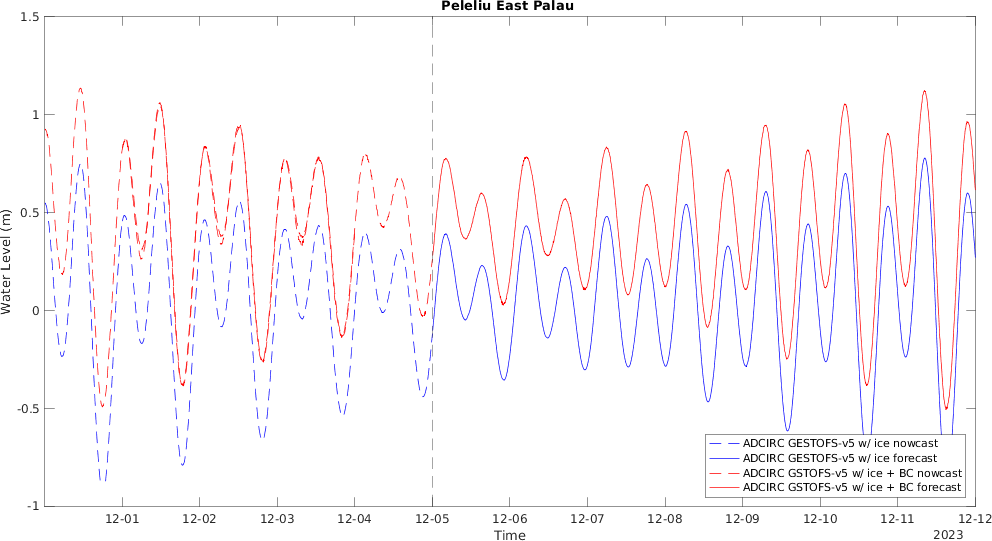 Peleliu East Palau
1.5
1
0.5
0
-0.5
-1
Water Level (m)
12-01 12-02 12-03 12-04 12-05 12-06 12-07 12-08 12-09 12-10 12-11 12-12
Time
2023
ADCIRC GESTOFS-v5 w/ ice nowcast
ADCIRC GESTOFS-v5 w/ ice forecast
ADCIRC GSTOFS-v5 w/ ice + BC nowcast
ADCIRC GSTOFS-v5 w/ ice + BC forecast